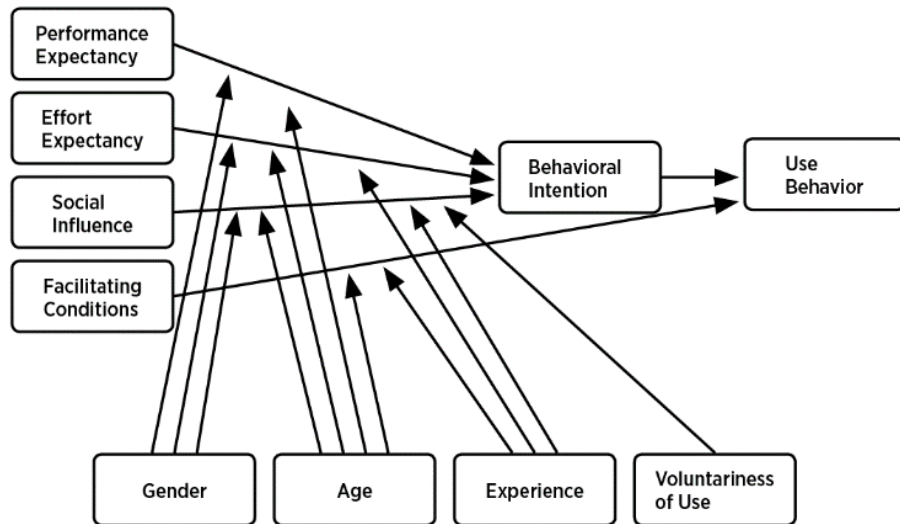 Performance
Expectancy
Effort
Expectancy
Social
Influence
Facilitating
Conditions
Behavioral
Intention
Use
Behavior
Gender
Age
Experience
Voluntariness
of Use